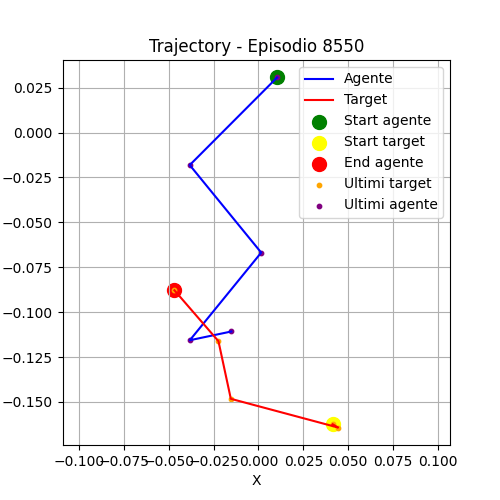 Trajectory - Episodio 8550
Agente
Target
Start agente
Start target
End agente
Ultimi target
Ultimi agente
0.025
0.000
−0.025
−0.050
−0.075
−0.100
−0.125
−0.150
−0.100 −0.075 −0.050 −0.025 0.000 0.025 0.050 0.075 0.100
X